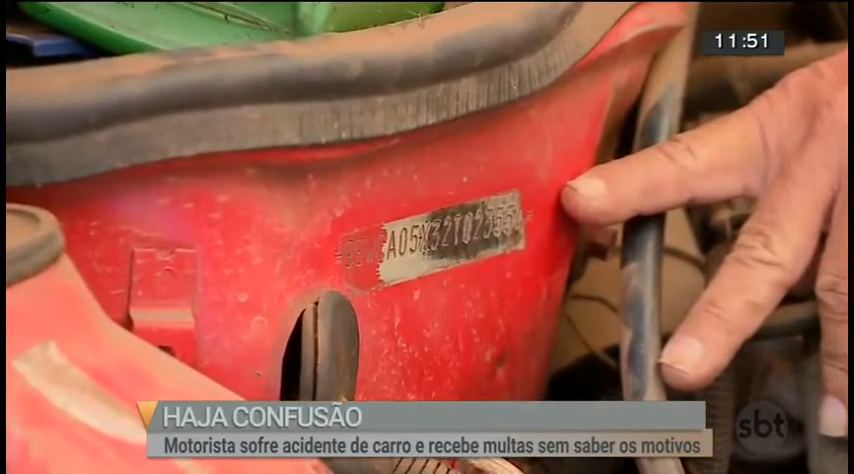 11:51
HAJA CONFUSÃO
Motorista sofre acidente de carro e recebe multas sem saber os motivos
sbt